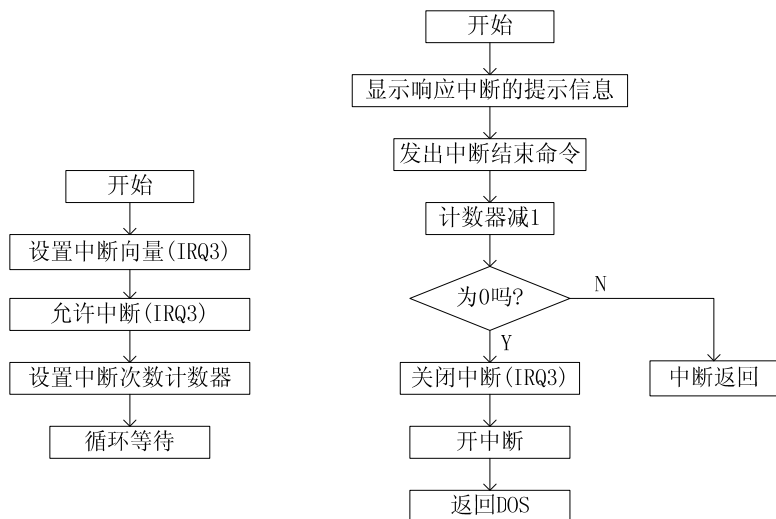 开始
设置中断向量(IRQ3)
允许中断(IRQ3)
设置中断次数计数器
循环等待
开始
显示响应中断的提示信息
发出中断结束命令
计数器减1
为0吗?
N
Y
关闭中断(IRQ3)
中断返回
开中断
返回DOS